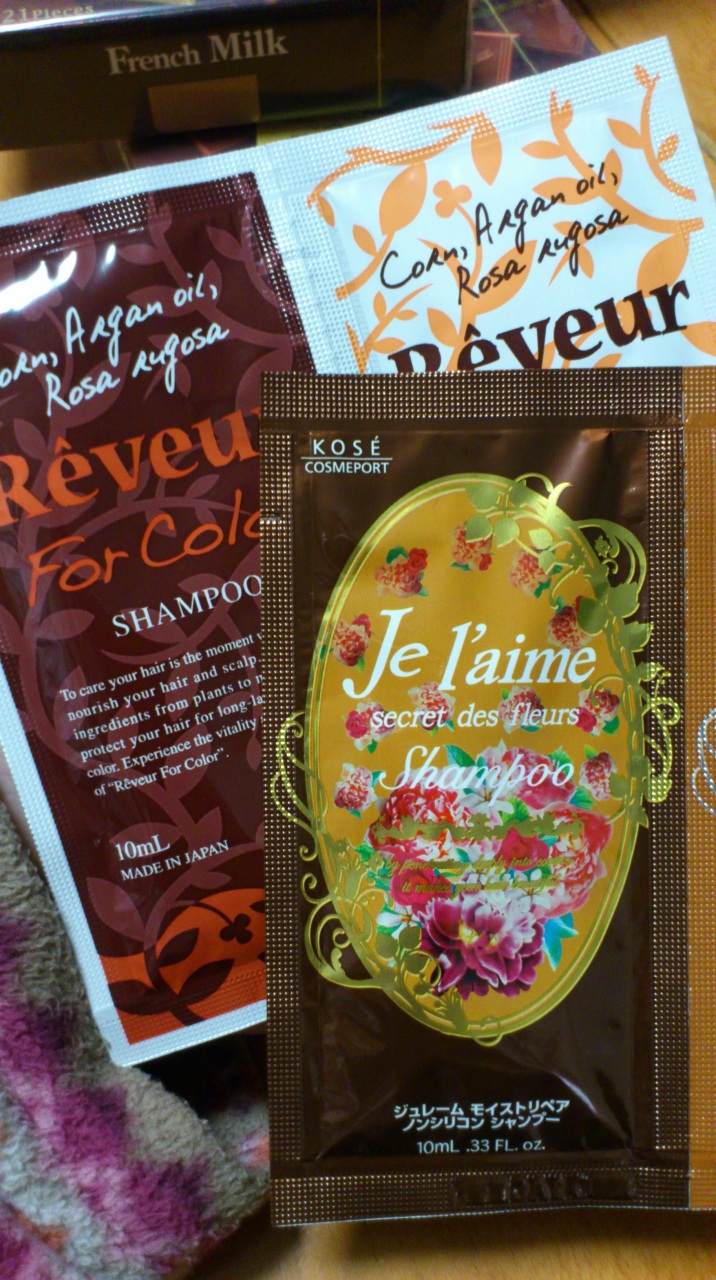 21 Pieces
French Milk
Corn, Argan oil,
Rosa rugosa
Rêveur
orn, Argan oil,
Rosa rugosa
Rêveu
For Colo
SHAMPOO
To care your hair is the moment
nourish your hair and scalp
ingredients from plants to
protect your hair for long-la
color. Experience the vitality
of "Rêveur For Color".
10mL
MADE IN JAPAN
KOSÉ
COSMEPORT
Je l'aime
secret des fleurs
Shampoo
ジュレーム モイストリペア
ノンシリコン シャンプー
10mL .33 FL. oz.